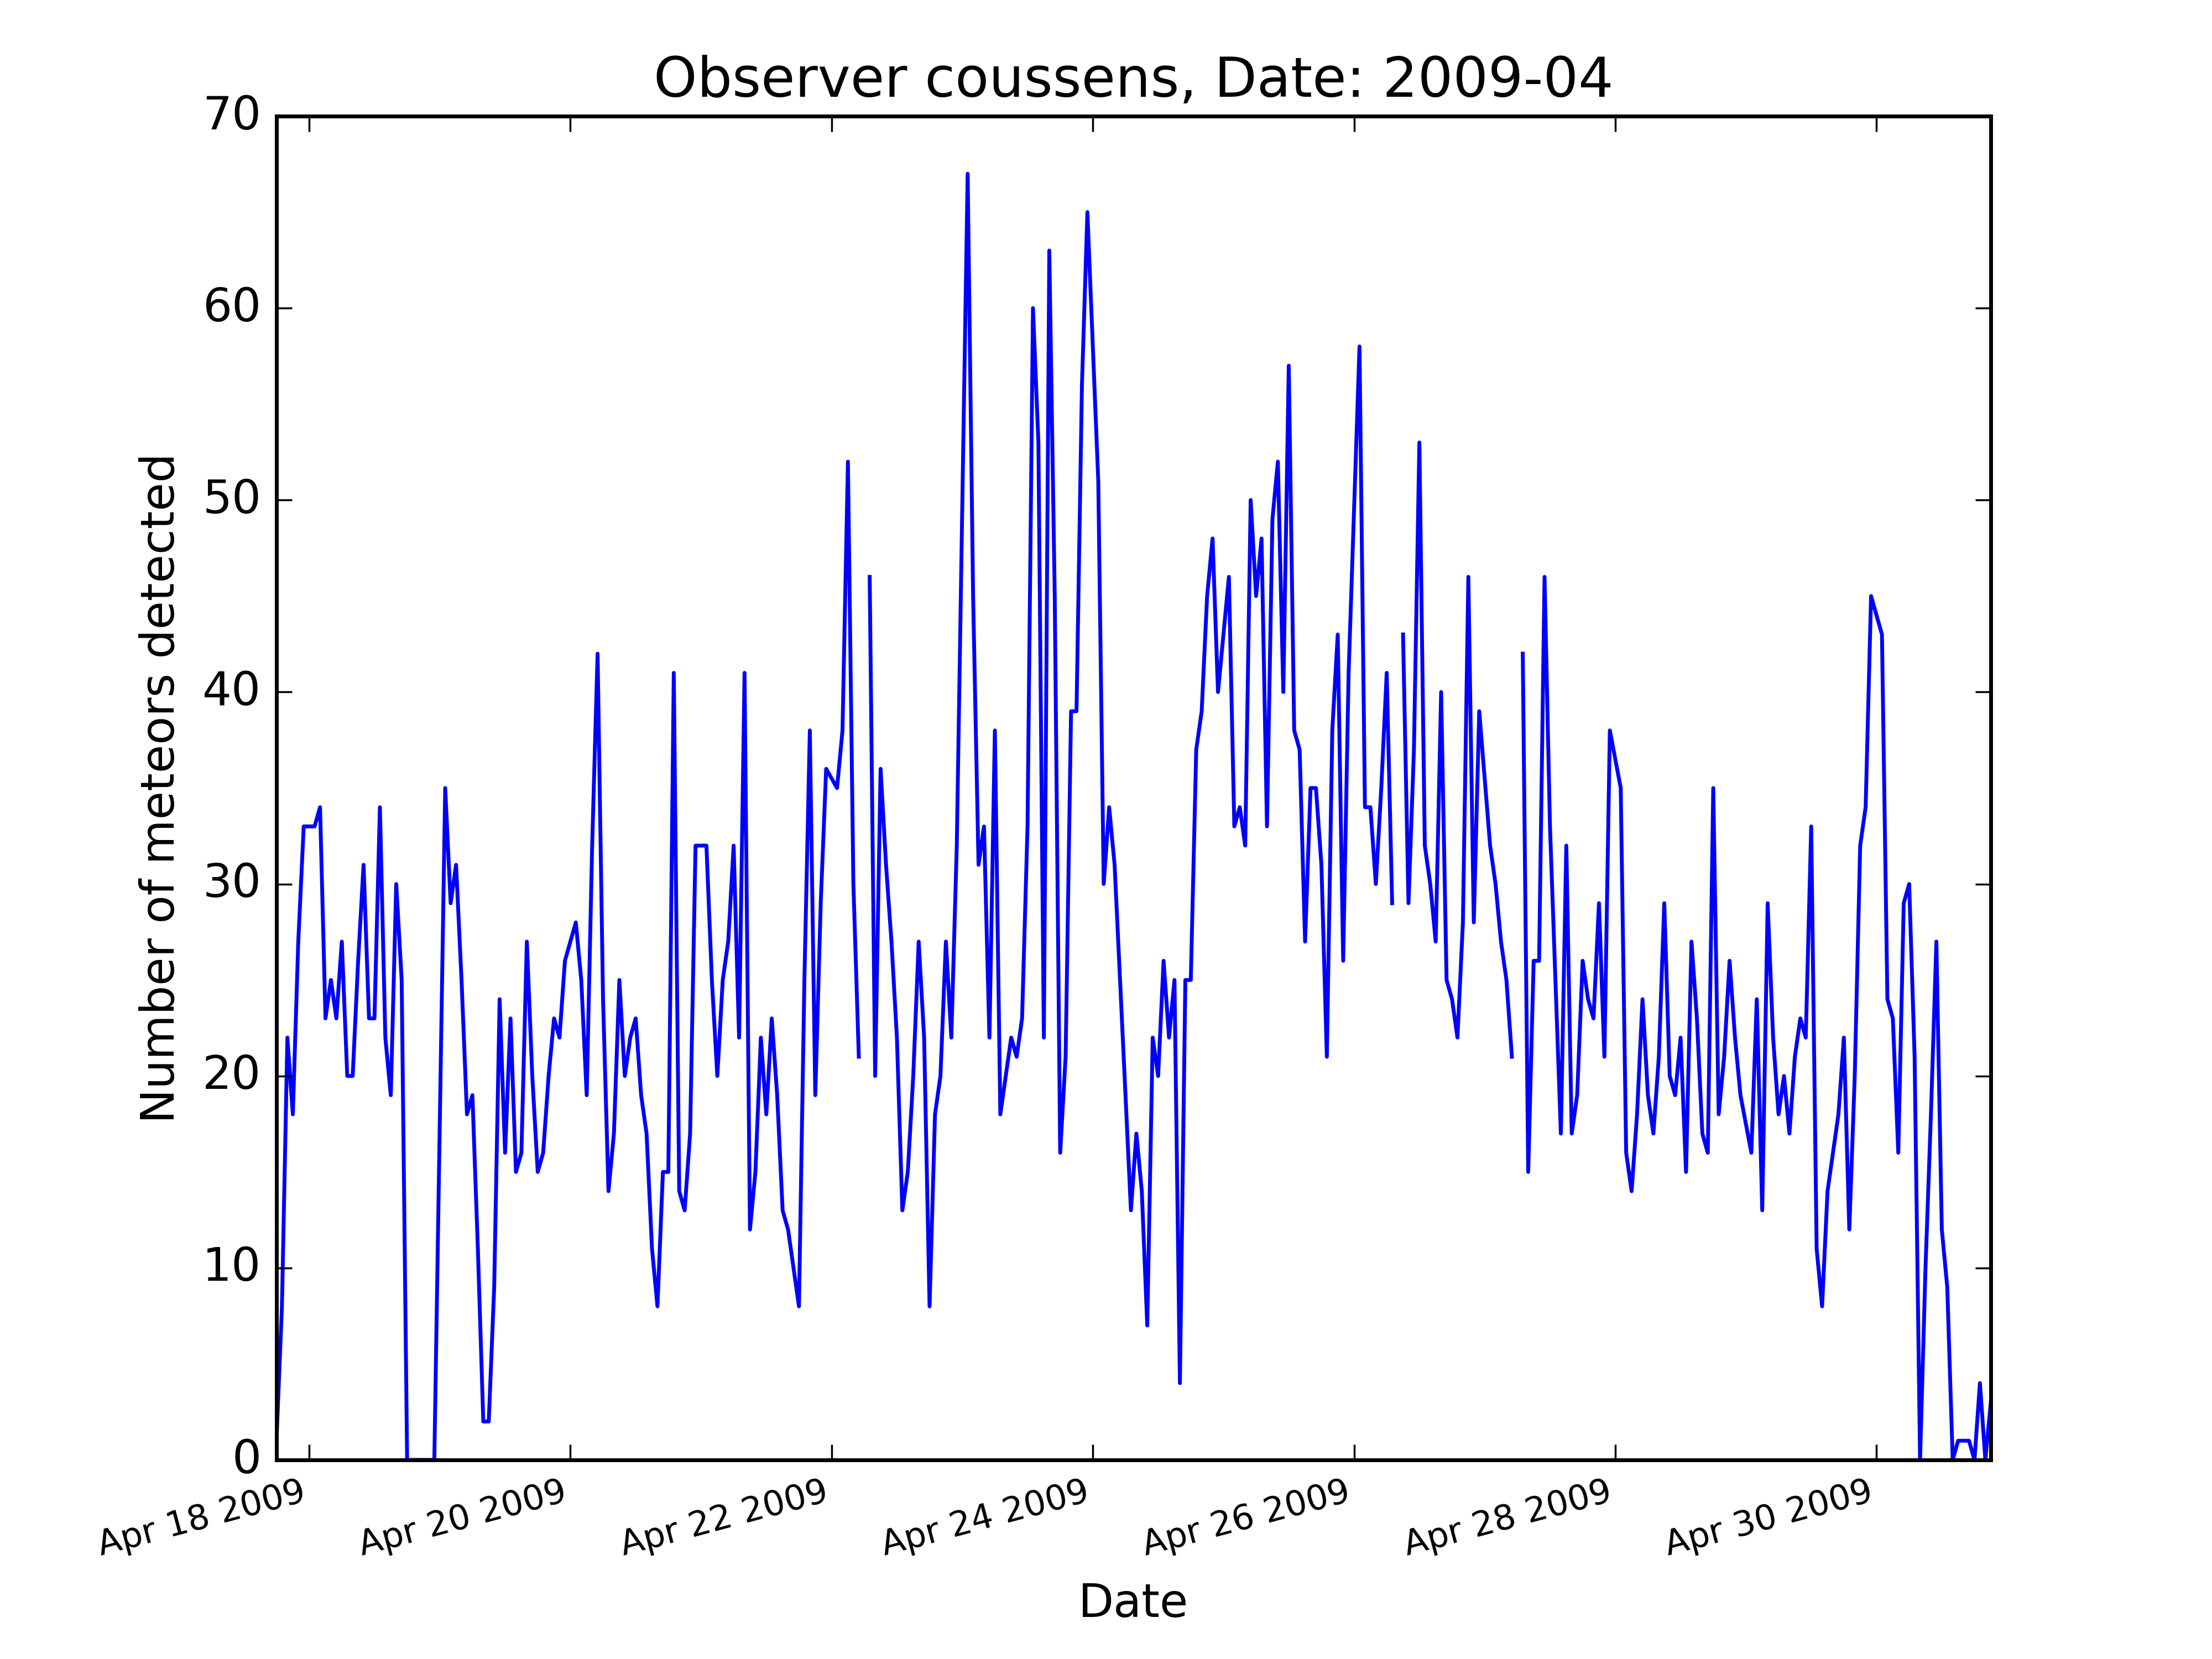 Observer coussens, Date: 2009-04
Number of meteors detected
70
60
50
40
30
20
10
0
Apr 18 2009
Apr 20 2009
Apr 22 2009
Apr 24 2009
Apr 26 2009
Apr 28 2009
Apr 30 2009
Date